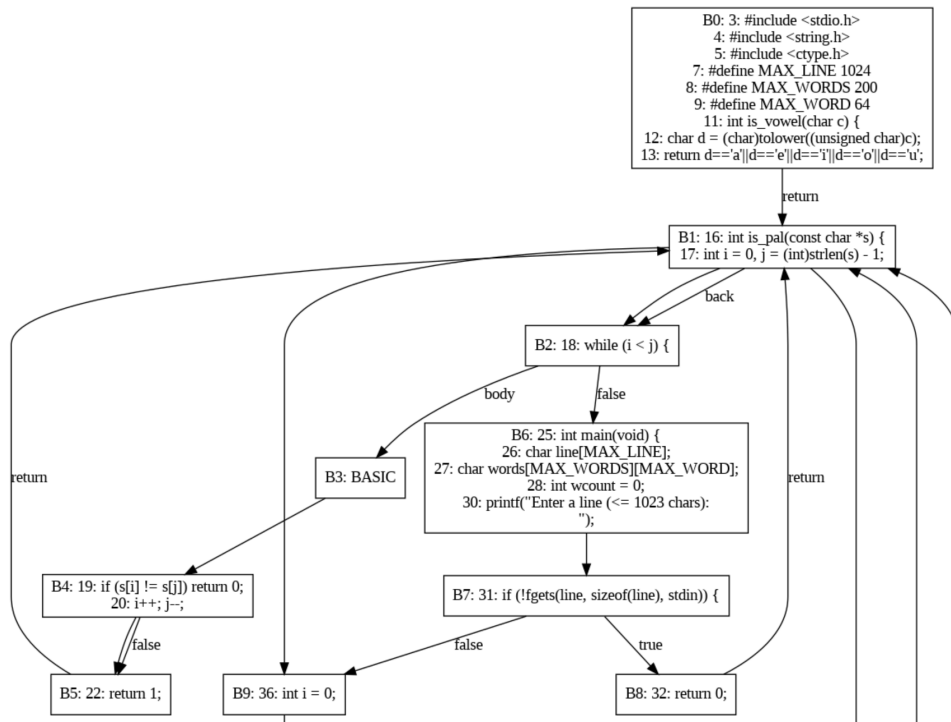 B0: 3: #include <stdio.h>
4: #include <string.h>
5: #include <ctype.h>
7: #define MAX_LINE 1024
8: #define MAX_WORDS 200
9: #define MAX_WORD 64
11: int is_vowel(char c) {
12: char d = (char)tolower((unsigned char)c);
13: return d=='a'||d=='e'||d=='i'||d=='o'||d=='u';
return
B1: 16: int is_pal(const char *s) {
17: int i = 0, j = (int)strlen(s) - 1;
back
B2: 18: while (i < j) {
body
false
B6: 25: int main(void) {
26: char line[MAX_LINE];
27: char words[MAX_WORDS][MAX_WORD];
28: int wcount = 0;
30: printf("Enter a line (<= 1023 chars):
");
B3: BASIC
return
return
B4: 19: if (s[i] != s[j]) return 0;
20: i++; j--;
B7: 31: if (!fgets(line, sizeof(line), stdin)) {
false
false
true
B5: 22: return 1;
B9: 36: int i = 0;
B8: 32: return 0;